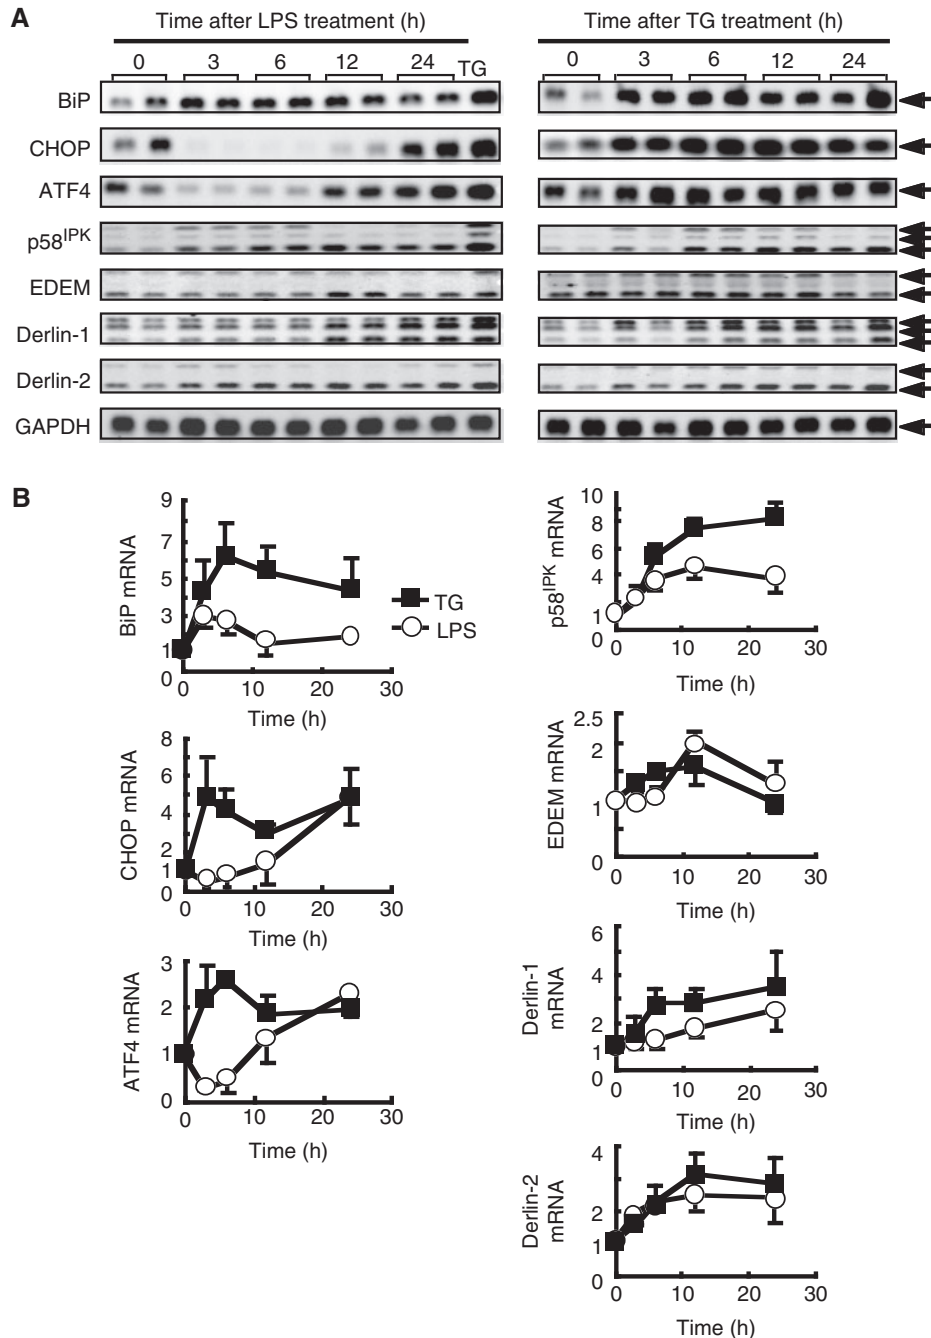 A
Time after LPS treatment (h)
0 3 6 12 24 TG
Time after TG treatment (h)
0 3 6 12 24
BiP
CHOP
ATF4
p58IPK
EDEM
Derlin-1
Derlin-2
GAPDH
B
BiP mRNA
9
7
5
3
1
0
0 10 20 30
Time (h)
TG
LPS
CHOP mRNA
8
6
4
2
1
0
0 10 20 30
Time (h)
ATF4 mRNA
3
2
1
0
0 10 20 30
Time (h)
p58IPK mRNA
10
8
6
4
1
0
0 10 20 30
Time (h)
EDEM mRNA
2.5
2
1
0
0 10 20 30
Time (h)
Derlin-1
mRNA
6
4
2
1
0
0 10 20 30
Time (h)
Derlin-2
mRNA
4
2
1
0
0 10 20 30
Time (h)